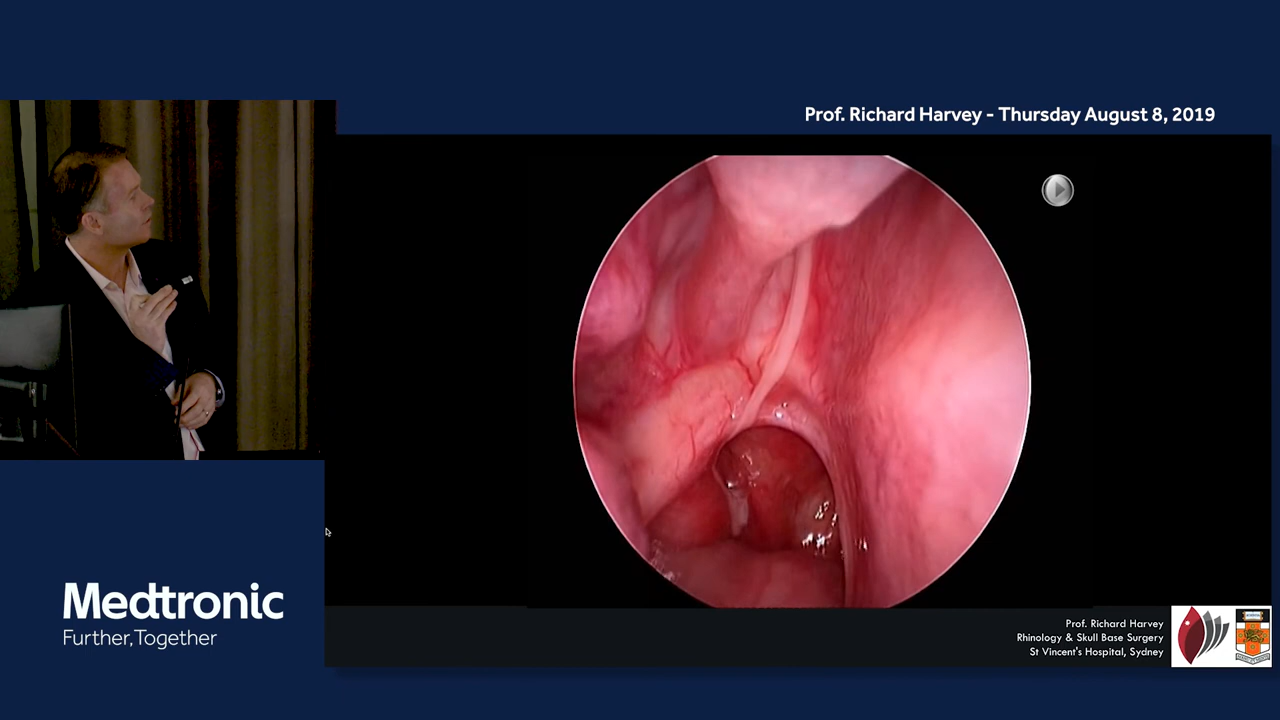 Prof. Richard Harvey - Thursday August 8, 2019
Medtronic
Further,Together
Prof. Richard Harvey
Rhinology & Skull Base Surgery
St Vincent's Hospital, Sydney